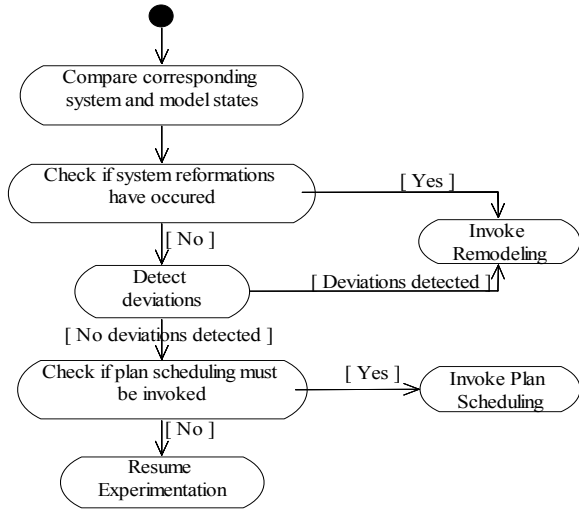 Compare corresponding
system and model states
Check if system reformations
have occured
[ Yes ]
Invoke
Remodeling
[ No ]
Detect
deviations
[ Deviations detected ]
[ No deviations detected ]
Check if plan scheduling must
be invoked
[ Yes ]
Invoke Plan
Scheduling
[ No ]
Resume
Experimentation